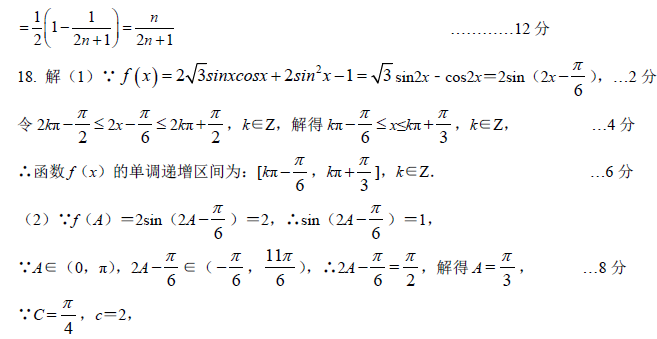 =1/2(1-1/(2n+1))=n/(2n+1) …………12 分
18. 解（1）∵ f(x)=2√3sinxcosx+2sin²x-1=√3 sin2x﹣cos2x＝2sin（2x－π/6），…2 分
令 2kπ－π/2≤2x－π/6≤2kπ＋π/2，k∈Z，解得 kπ－π/6≤x≤kπ＋π/3，k∈Z， …4 分
∴函数 f（x）的单调递增区间为：[kπ－π/6，kπ＋π/3]，k∈Z． …6 分
（2）∵f（A）＝2sin（2A－π/6）＝2，∴sin（2A－π/6）＝1，
∵A∈（0，π），2A－π/6∈（－π/6，11π/6），∴2A－π/6＝π/2，解得 A＝π/3， …8 分
∵C＝π/4，c＝2，